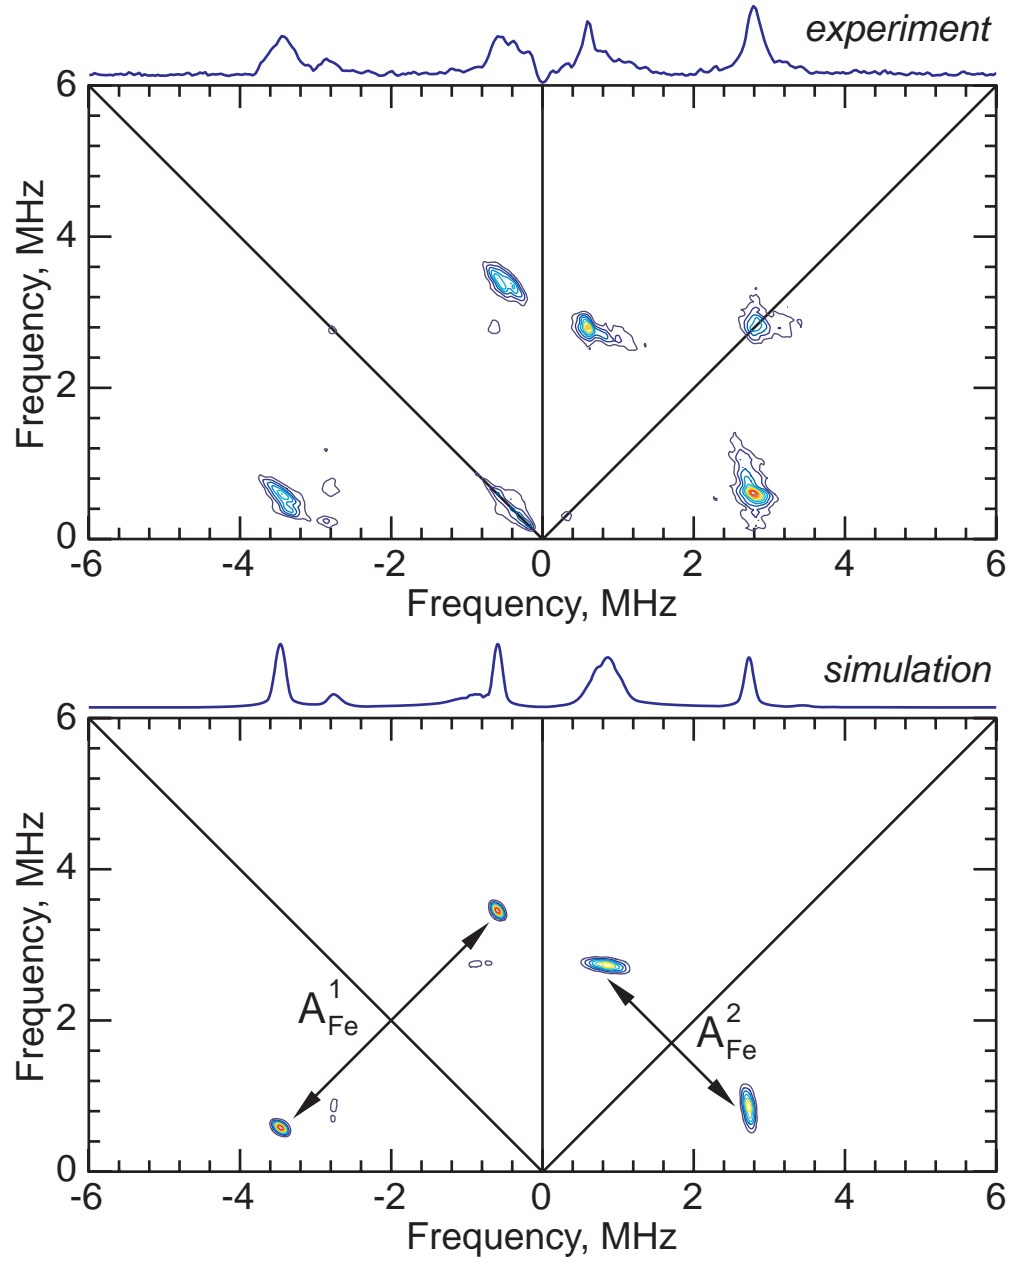 experiment
6
4
2
0
Frequency, MHz
-6 -4 -2 0 2 4 6
Frequency, MHz
simulation
6
4
2
0
Frequency, MHz
A¹Fe
A²Fe
-6 -4 -2 0 2 4 6
Frequency, MHz